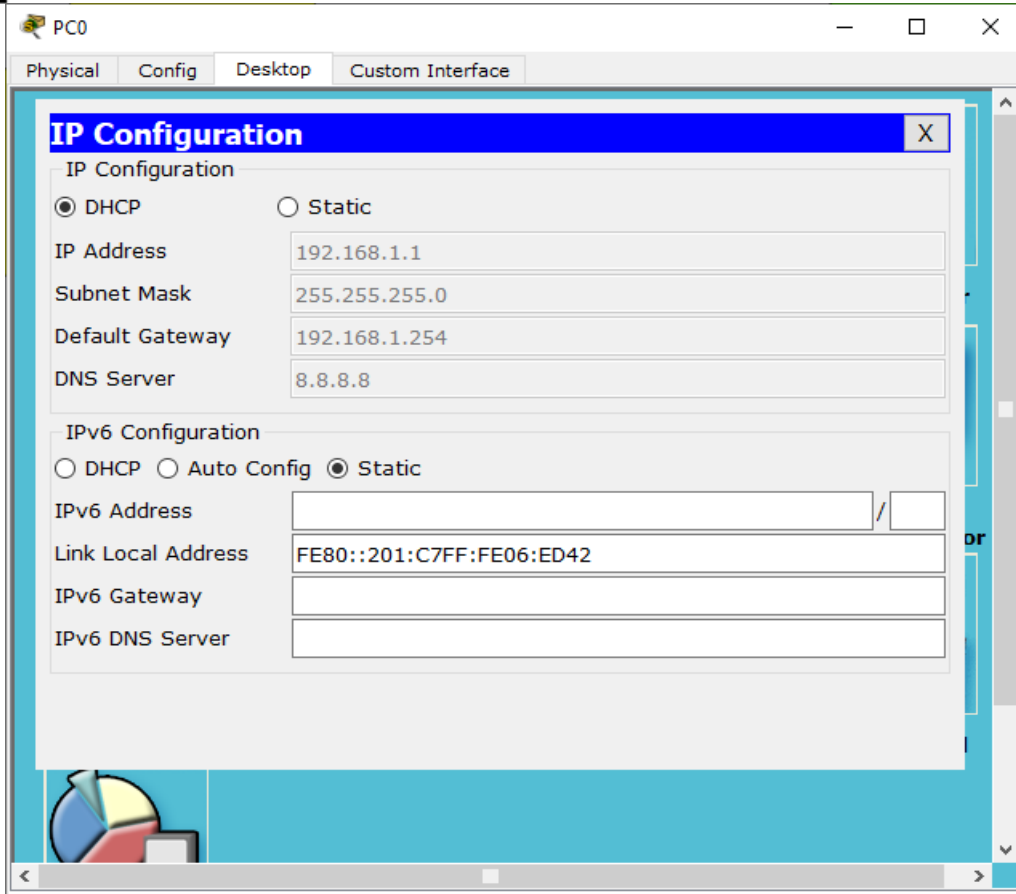 PC0
Physical Config Desktop Custom Interface
IP Configuration X
IP Configuration
DHCP Static
IP Address 192.168.1.1
Subnet Mask 255.255.255.0
Default Gateway 192.168.1.254
DNS Server 8.8.8.8
IPv6 Configuration
DHCP Auto Config Static
IPv6 Address /
Link Local Address FE80::201:C7FF:FE06:ED42
IPv6 Gateway
IPv6 DNS Server
or